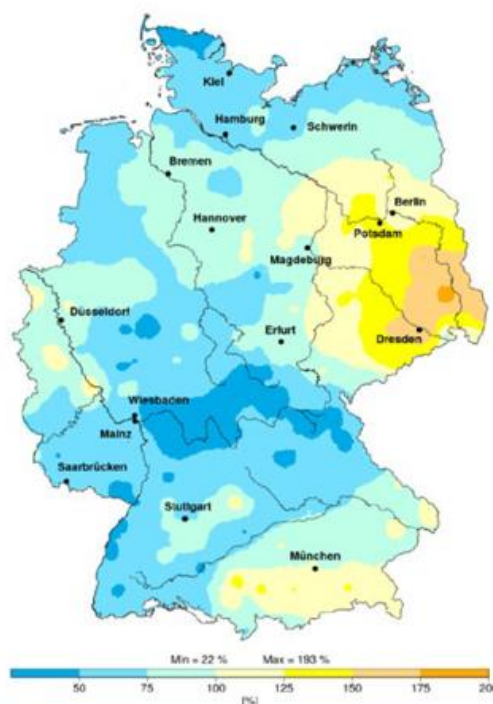 Kiel
Hamburg
Schwerin
Bremen
Berlin
Hannover
Potsdam
Magdeburg
Düsseldorf
Erfurt
Dresden
Wiesbaden
Mainz
Saarbrücken
Stuttgart
München
Min = 22 % Max = 193 %
50 75 100 125 150 175 200
[%]